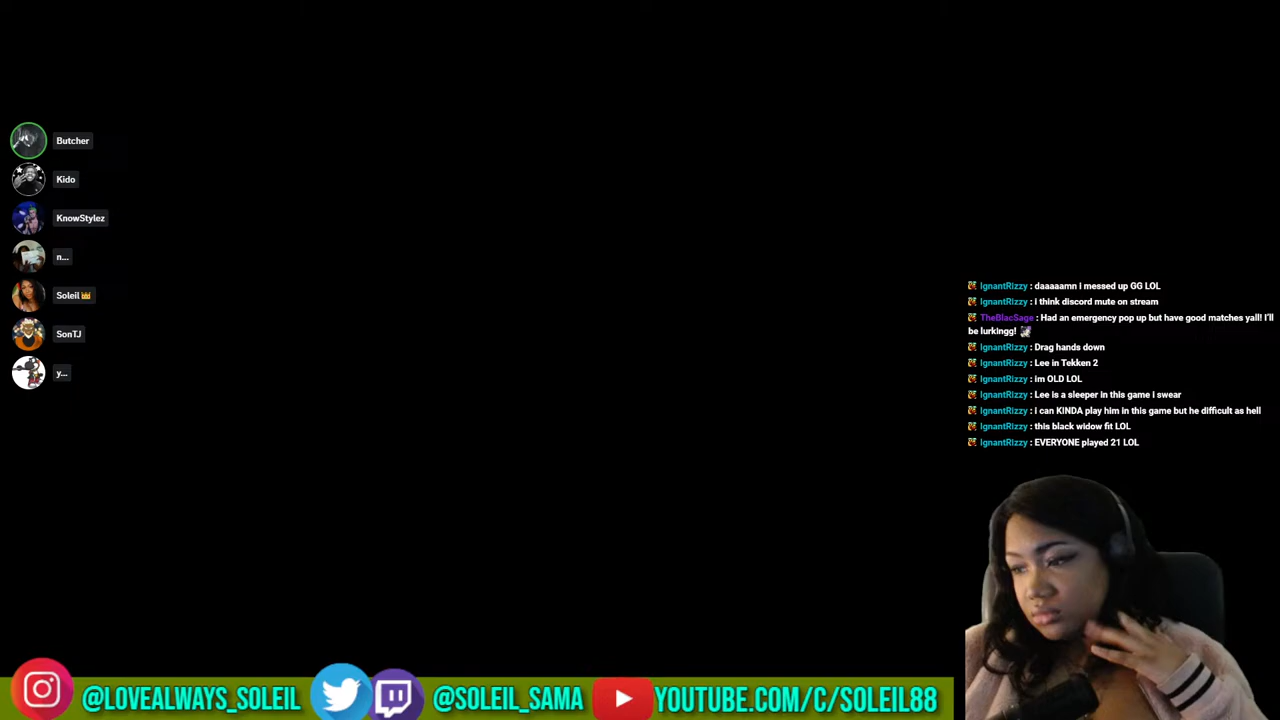 Butcher
Kido
KnowStylez
n...
Soleil
SonTJ
y...
IgnantRizzy : daaaaamn i messed up GG LOL
IgnantRizzy : i think discord mute on stream
TheBlacSage : Had an emergency pop up but have good matches yall! I'll
be lurkingg!
IgnantRizzy : Drag hands down
IgnantRizzy : Lee in Tekken 2
IgnantRizzy : im OLD LOL
IgnantRizzy : Lee is a sleeper in this game I swear
IgnantRizzy : i can KINDA play him in this game but he difficult as hell
IgnantRizzy : this black widow fit LOL
IgnantRizzy : EVERYONE played 21 LOL
@LOVEALWAYS_SOLEIL @SOLEIL_SAMA YOUTUBE.COM/C/SOLEIL88